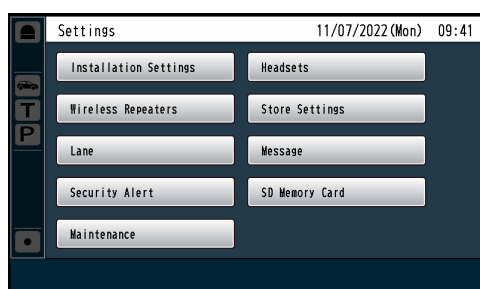 Settings 11/07/2022(Mon) 09:41
Installation Settings Headsets
Wireless Repeaters Store Settings
T
P
Lane Message
Security Alert SD Memory Card
Maintenance